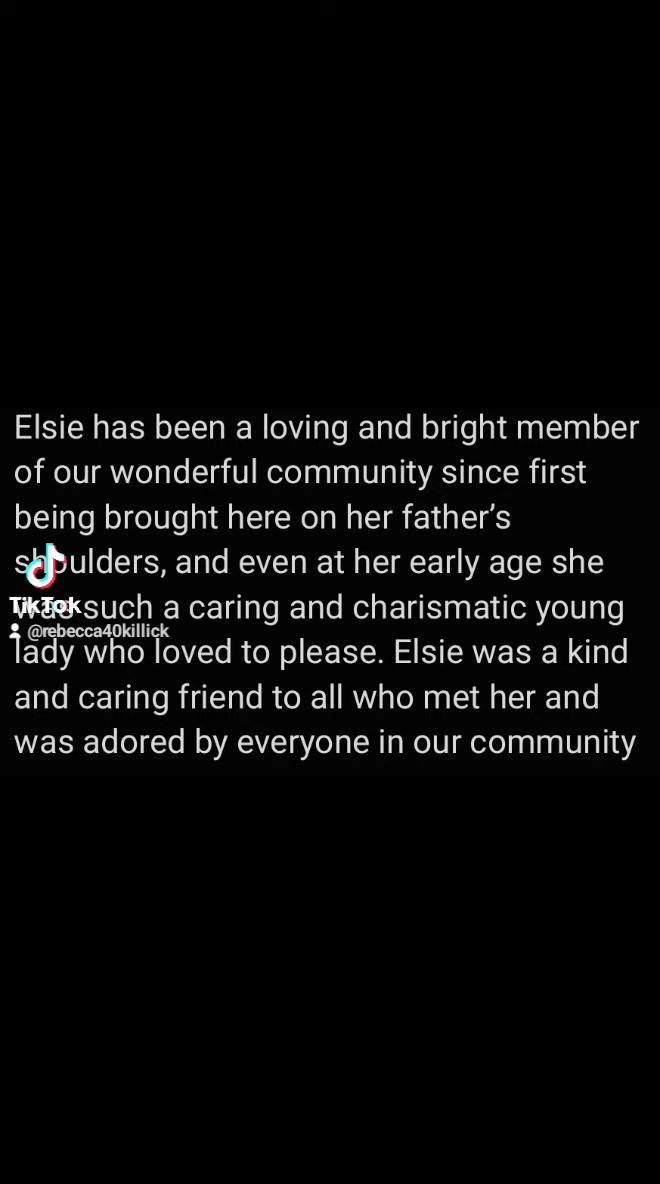 Elsie has been a loving and bright member
of our wonderful community since first
being brought here on her father’s
shoulders, and even at her early age she
TikTok
was such a caring and charismatic young
@rebecca40killick
lady who loved to please. Elsie was a kind
and caring friend to all who met her and
was adored by everyone in our community